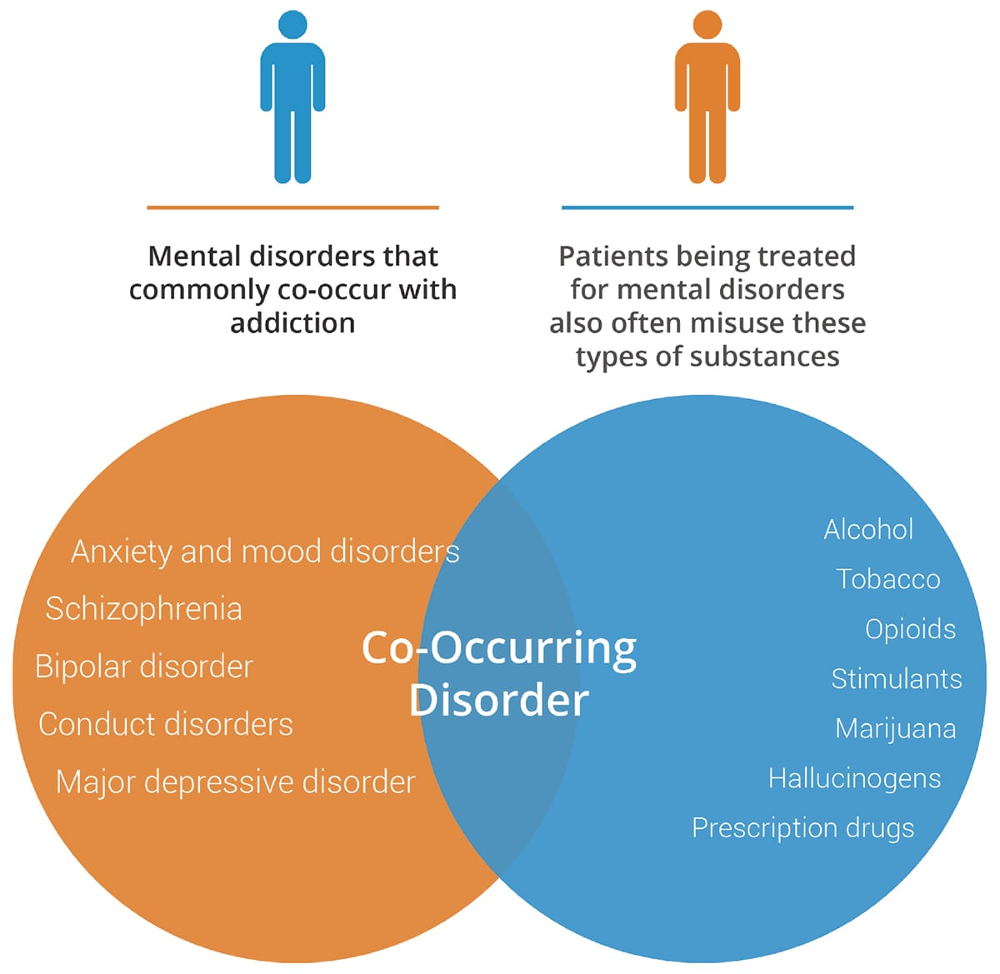 Mental disorders that
commonly co-occur with
addiction
Patients being treated
for mental disorders
also often misuse these
types of substances
Anxiety and mood disorders
Schizophrenia
Bipolar disorder
Conduct disorders
Major depressive disorder
Co-Occurring
Disorder
Alcohol
Tobacco
Opioids
Stimulants
Marijuana
Hallucinogens
Prescription drugs